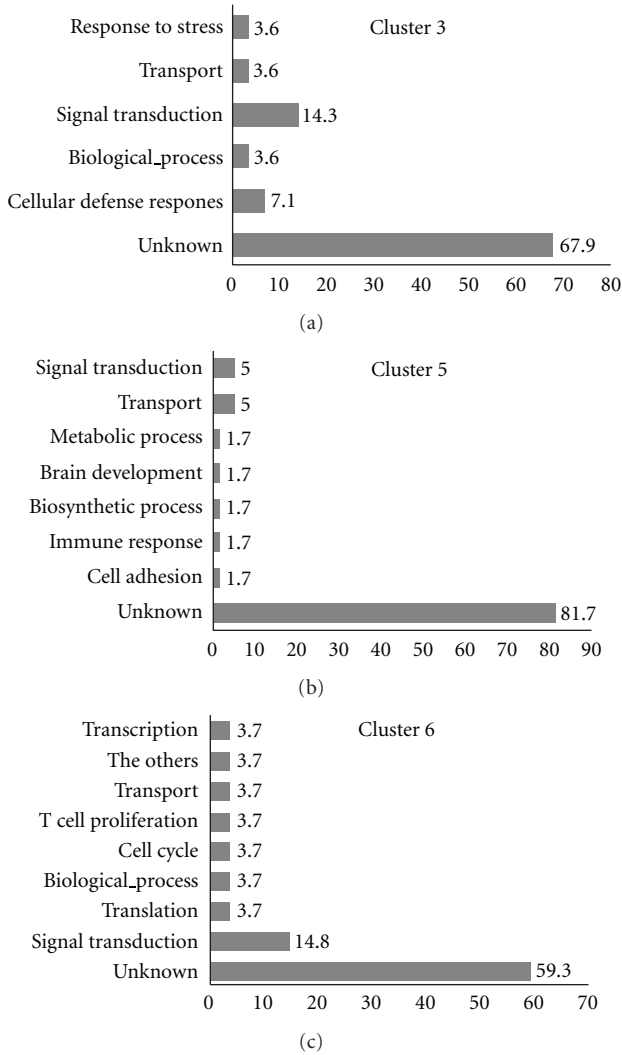 Cluster 3
Response to stress 3.6
Transport 3.6
Signal transduction 14.3
Biological_process 3.6
Cellular defense respones 7.1
Unknown 67.9
0 10 20 30 40 50 60 70 80
(a)
Cluster 5
Signal transduction 5
Transport 5
Metabolic process 1.7
Brain development 1.7
Biosynthetic process 1.7
Immune response 1.7
Cell adhesion 1.7
Unknown 81.7
0 10 20 30 40 50 60 70 80 90
(b)
Cluster 6
Transcription 3.7
The others 3.7
Transport 3.7
T cell proliferation 3.7
Cell cycle 3.7
Biological_process 3.7
Translation 3.7
Signal transduction 14.8
Unknown 59.3
0 10 20 30 40 50 60 70
(c)